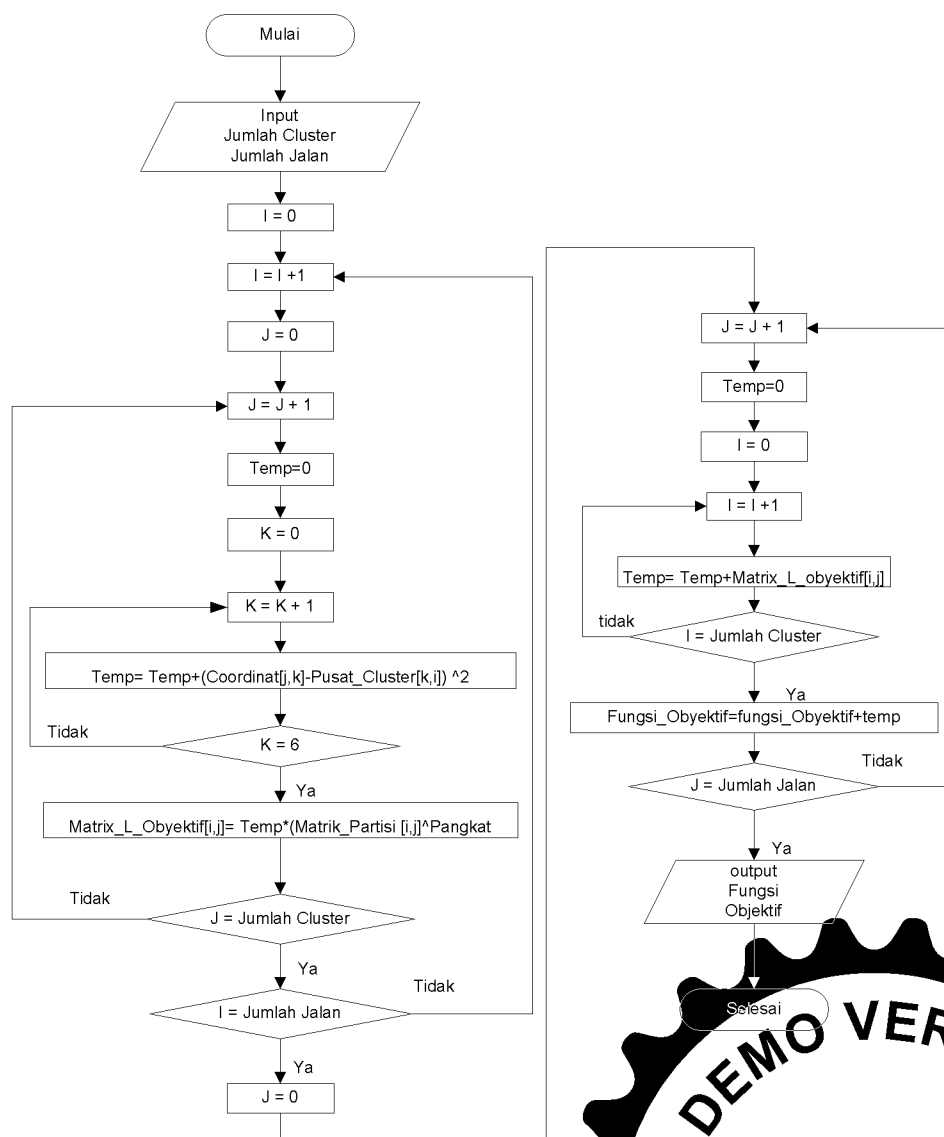 Mulai
Input
Jumlah Cluster
Jumlah Jalan
I = 0
I = I +1
J = 0
J = J + 1
Temp=0
K = 0
K = K + 1
Temp= Temp+(Coordinat[j,k]-Pusat_Cluster[k,i]) ^2
Tidak
K = 6
Ya
Matrix_L_Obyektif[i,j]= Temp*(Matrik_Partisi [i,j]^Pangkat
Tidak
J = Jumlah Cluster
Ya
Tidak
I = Jumlah Jalan
Ya
J = 0
J = J + 1
Temp=0
I = 0
I = I +1
Temp= Temp+Matrix_L_obyektif[i,j]
tidak
I = Jumlah Cluster
Ya
Fungsi_Obyektif=fungsi_Obyektif+temp
Tidak
J = Jumlah Jalan
Ya
output
Fungsi
Objektif
Selesai
DEMO VER